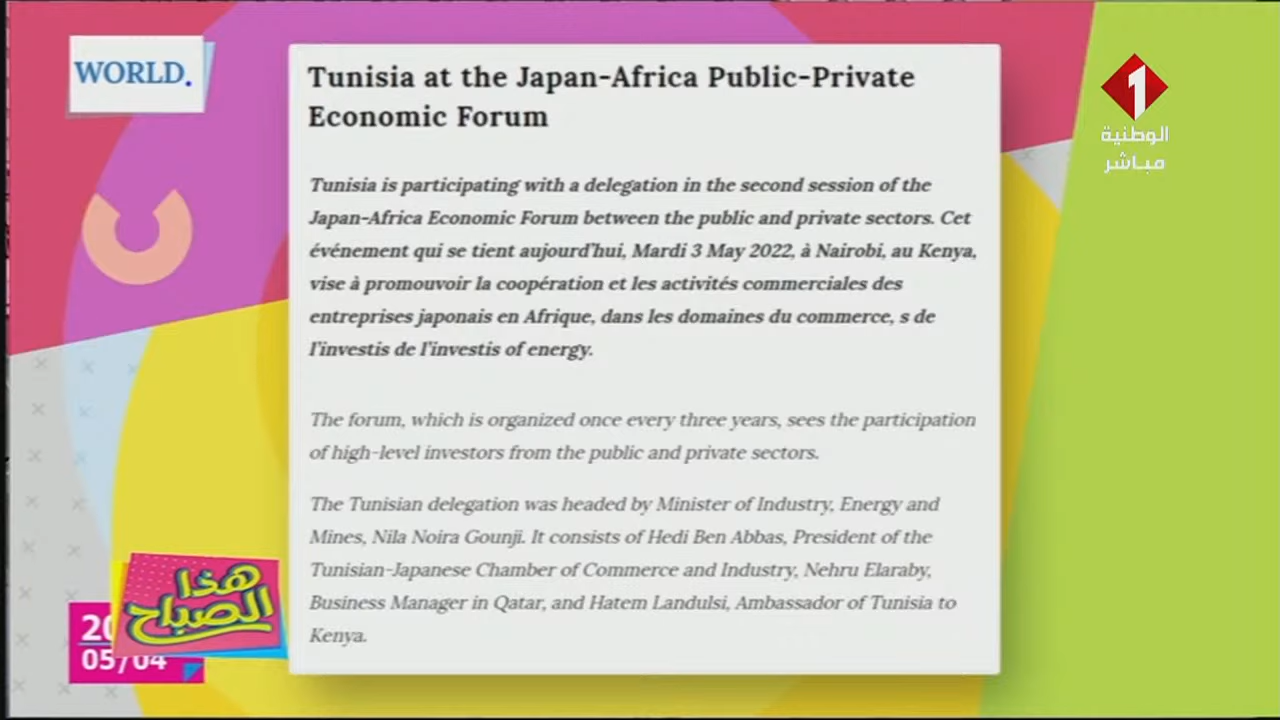 WORLD.
Tunisia at the Japan-Africa Public-Private
Economic Forum
Tunisia is participating with a delegation in the second session of the
Japan-Africa Economic Forum between the public and private sectors. Cet
événement qui se tient aujourd'hui, Mardi 3 May 2022, à Nairobi, au Kenya,
vise à promouvoir la coopération et les activités commerciales des
entreprises japonais en Afrique, dans les domaines du commerce, s de
l'investis de l'investis of energy.
The forum, which is organized once every three years, sees the participation
of high-level investors from the public and private sectors.
The Tunisian delegation was headed by Minister of Industry, Energy and
Mines, Nila Noira Gounji. It consists of Hedi Ben Abbas, President of the
Tunisian-Japanese Chamber of Commerce and Industry, Nehru Elaraby,
Business Manager in Qatar, and Hatem Landulsi, Ambassador of Tunisia to
Kenya.
1
الوطنية
مباشر
هذا
الصباح
20
05/04